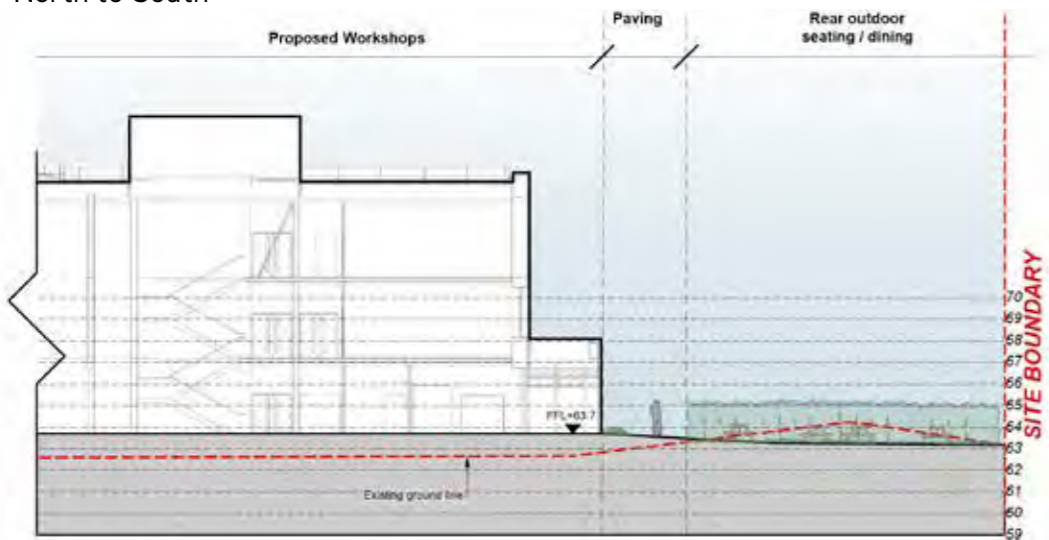 North to South
Proposed Workshops
Paving
Rear outdoor
seating / dining
70
69
68
67
66
65
64
63
62
61
60
59
FFL+63.7
Existing ground line
SITE BOUNDARY